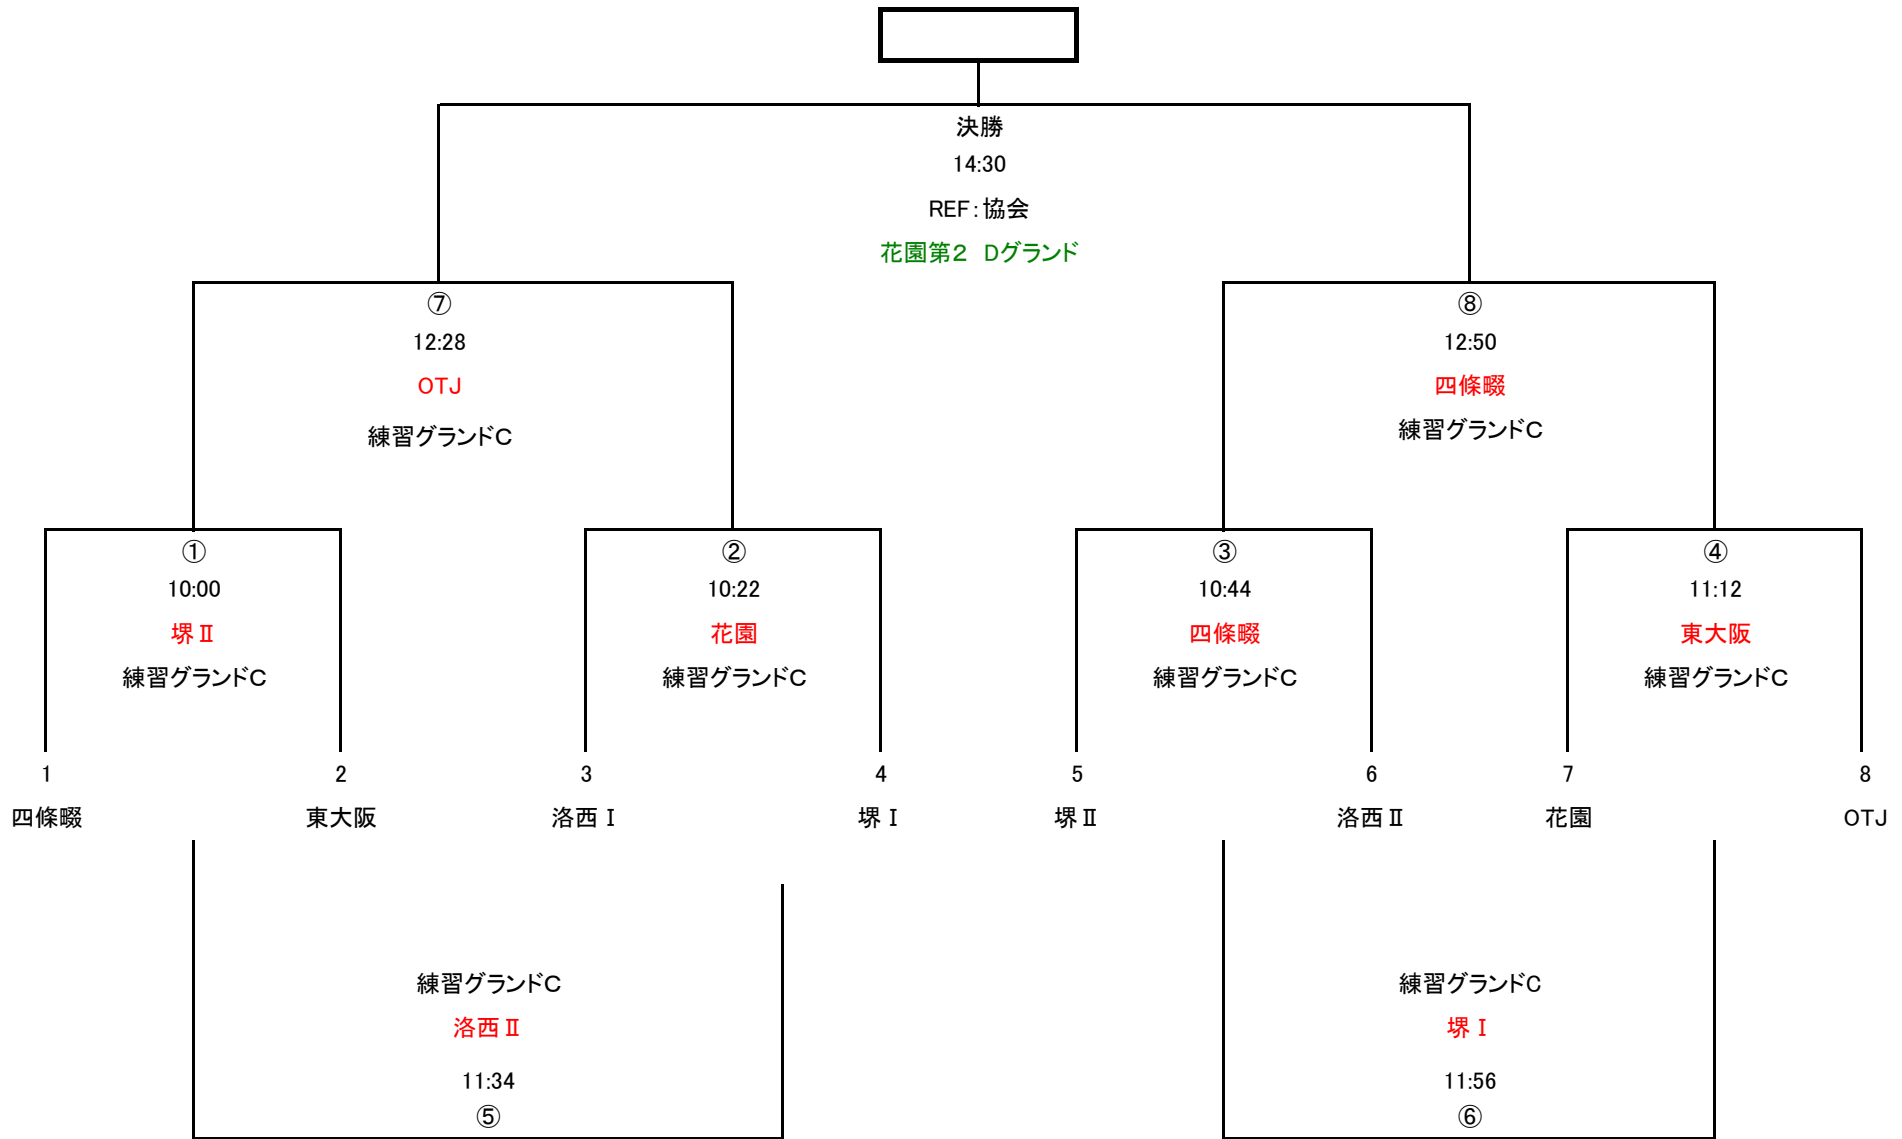 決勝
14:30
REF：協会
花園第２　Dグランド
⑦
12:28
OTJ
練習グランドC
⑧
12:50
四條畷
練習グランドC
①
10:00
堺Ⅱ
練習グランドC
②
10:22
花園
練習グランドC
③
10:44
四條畷
練習グランドC
④
11:12
東大阪
練習グランドC
1 2 3 4 5 6 7 8
四條畷 東大阪 洛西Ⅰ 堺Ⅰ 堺Ⅱ 洛西Ⅱ 花園 OTJ
練習グランドC
洛西Ⅱ
11:34
⑤
練習グランドC
堺Ⅰ
11:56
⑥